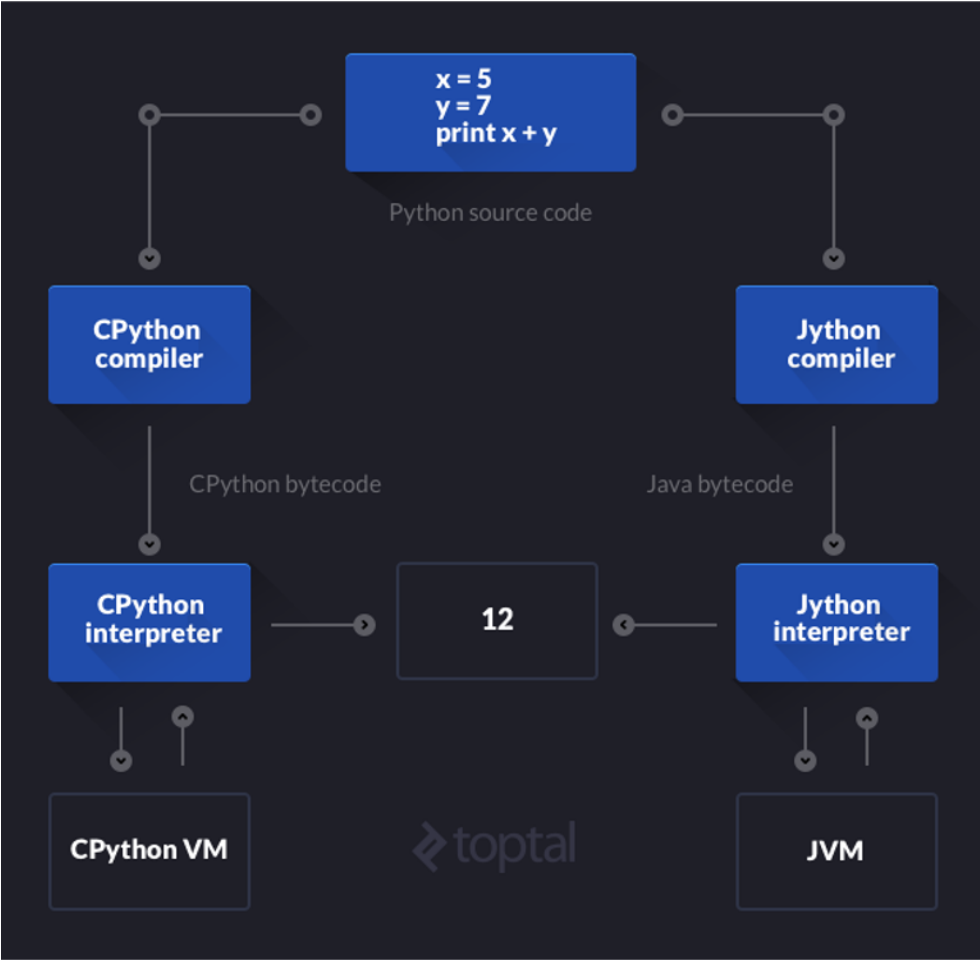 x = 5
y = 7
print x + y
Python source code
CPython
compiler
Jython
compiler
CPython bytecode
Java bytecode
CPython
interpreter
12
Jython
interpreter
CPython VM
toptal
JVM